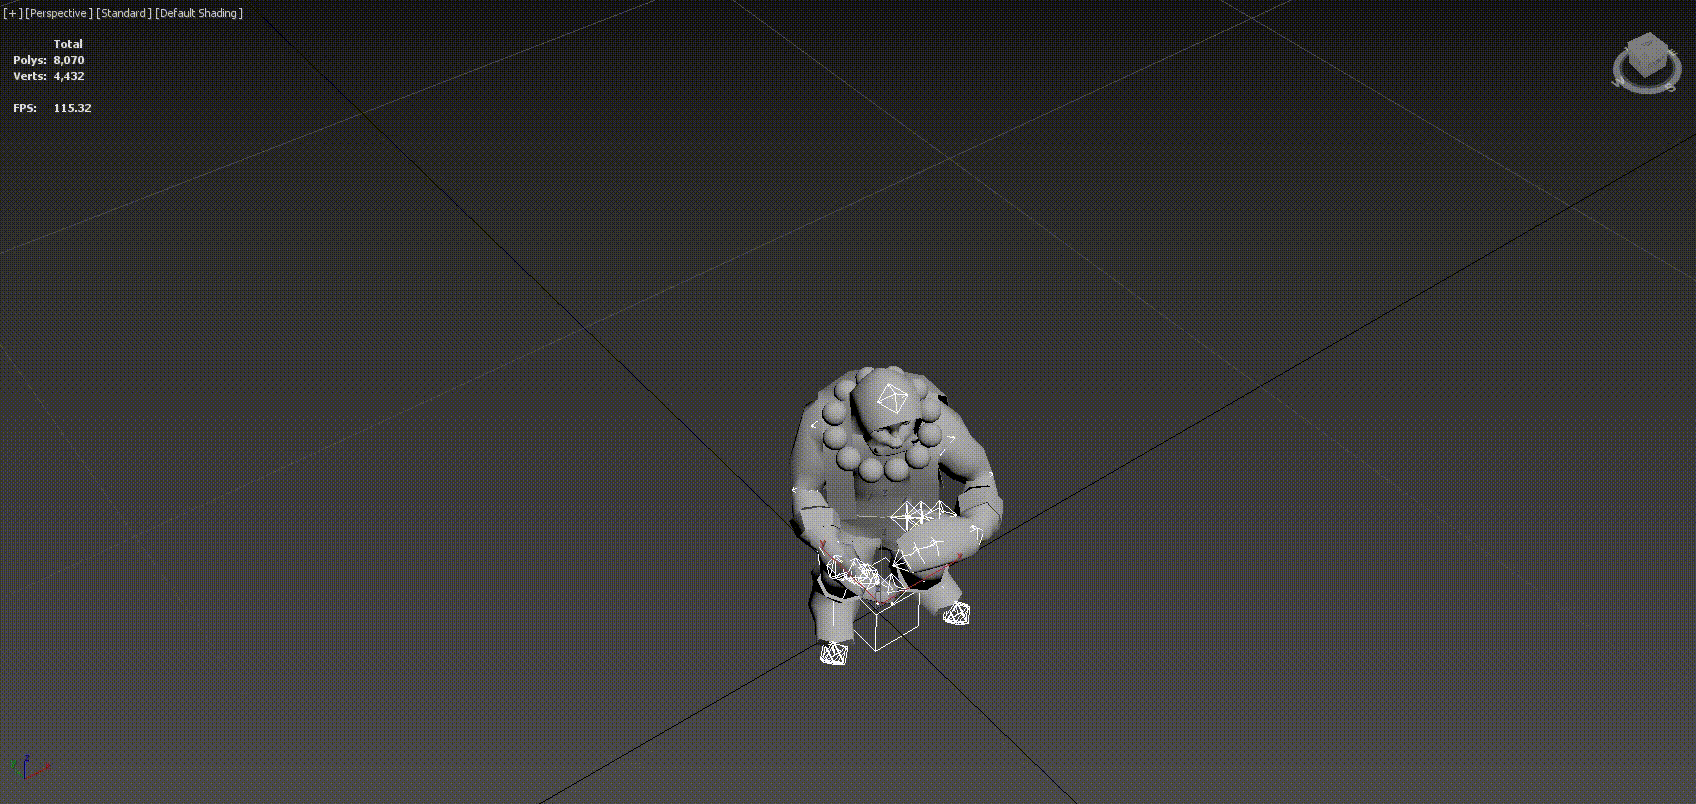 [+] [Perspective] [Standard] [Default Shading]
Total
Polys: 8,070
Verts: 4,432
FPS: 115.32